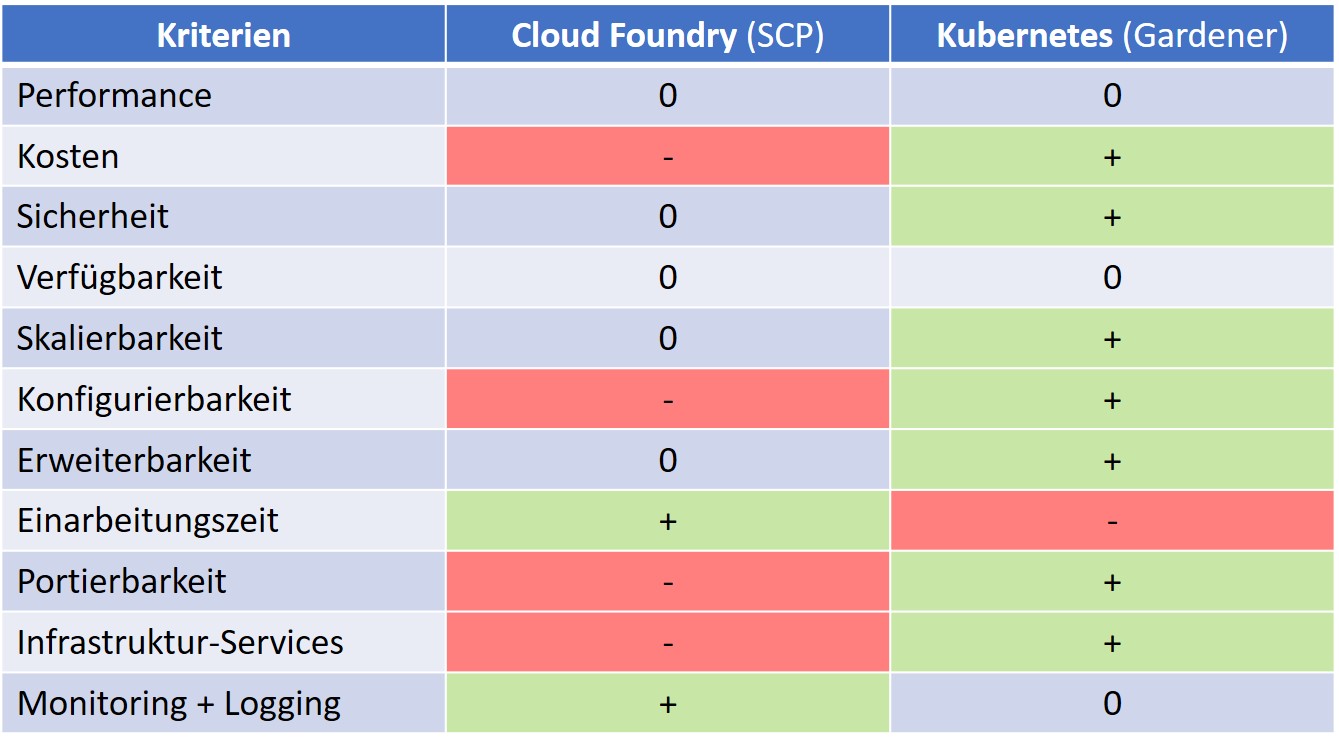 Kriterien Cloud Foundry (SCP) Kubernetes (Gardener)
Performance 0 0
Kosten - +
Sicherheit 0 +
Verfügbarkeit 0 0
Skalierbarkeit 0 +
Konfigurierbarkeit - +
Erweiterbarkeit 0 +
Einarbeitungszeit + -
Portierbarkeit - +
Infrastruktur-Services - +
Monitoring + Logging + 0